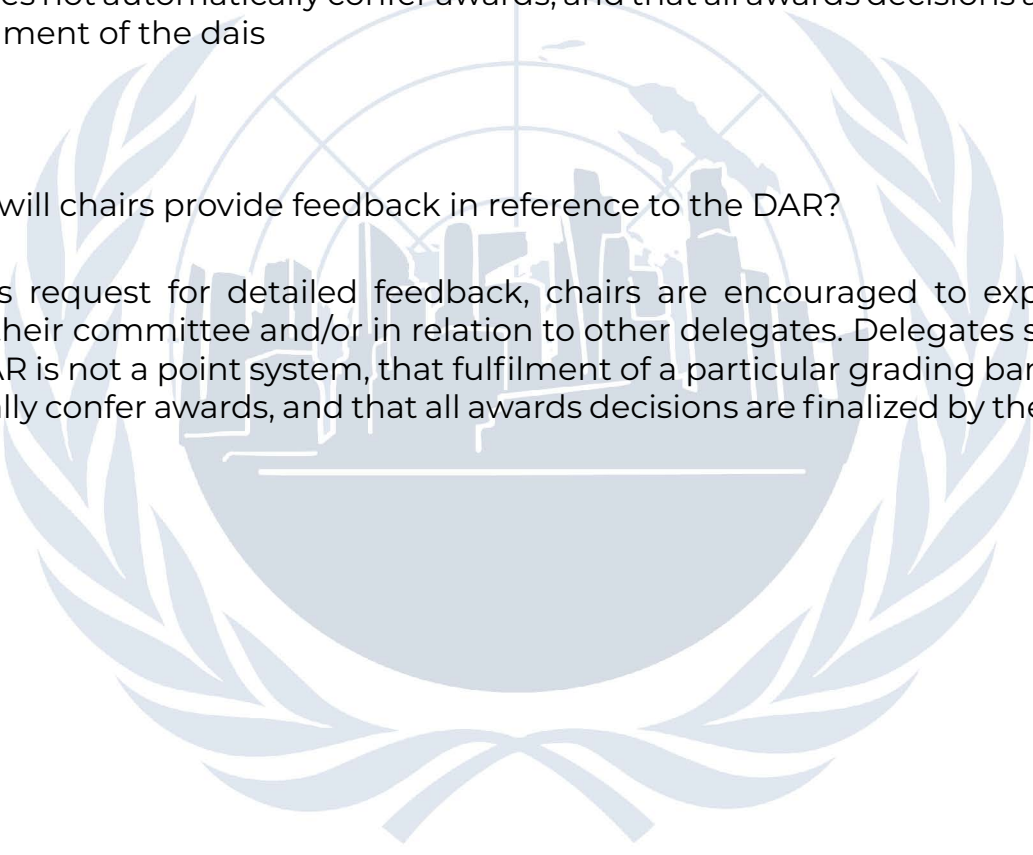 not automatically confer awards, and that all awards decisions
ment of the dais
will chairs provide feedback in reference to the DAR?
s request for detailed feedback, chairs are encouraged to exp
their committee and/or in relation to other delegates. Delegates s
AR is not a point system, that fulfilment of a particular grading ban
lly confer awards, and that all awards decisions are finalized by the